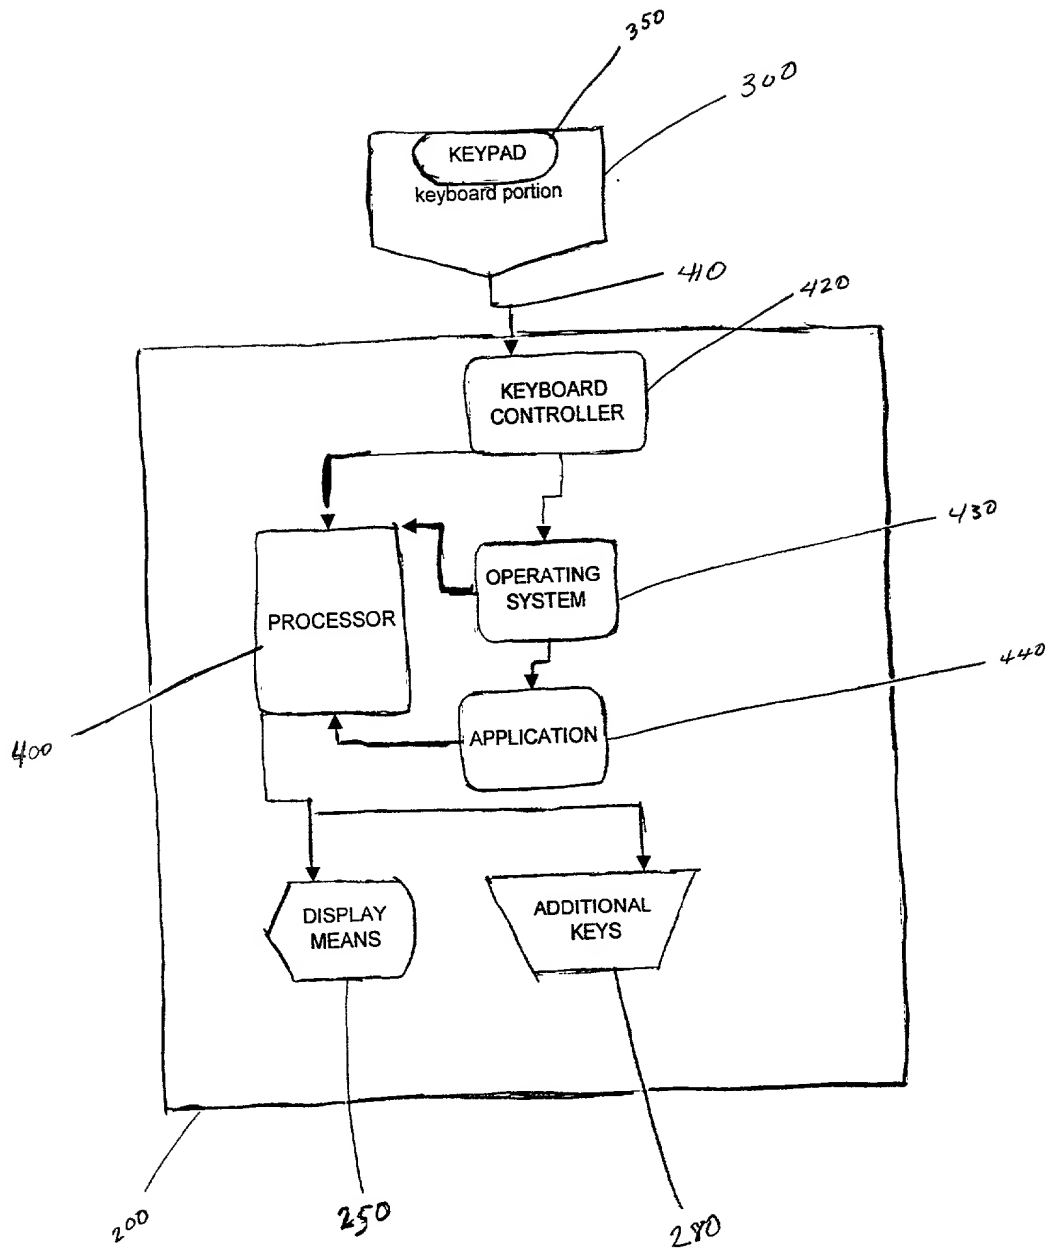 350
300
KEYPAD
keyboard portion
410
420
KEYBOARD
CONTROLLER
430
OPERATING
SYSTEM
PROCESSOR
440
APPLICATION
400
DISPLAY
MEANS
ADDITIONAL
KEYS
200
250
280